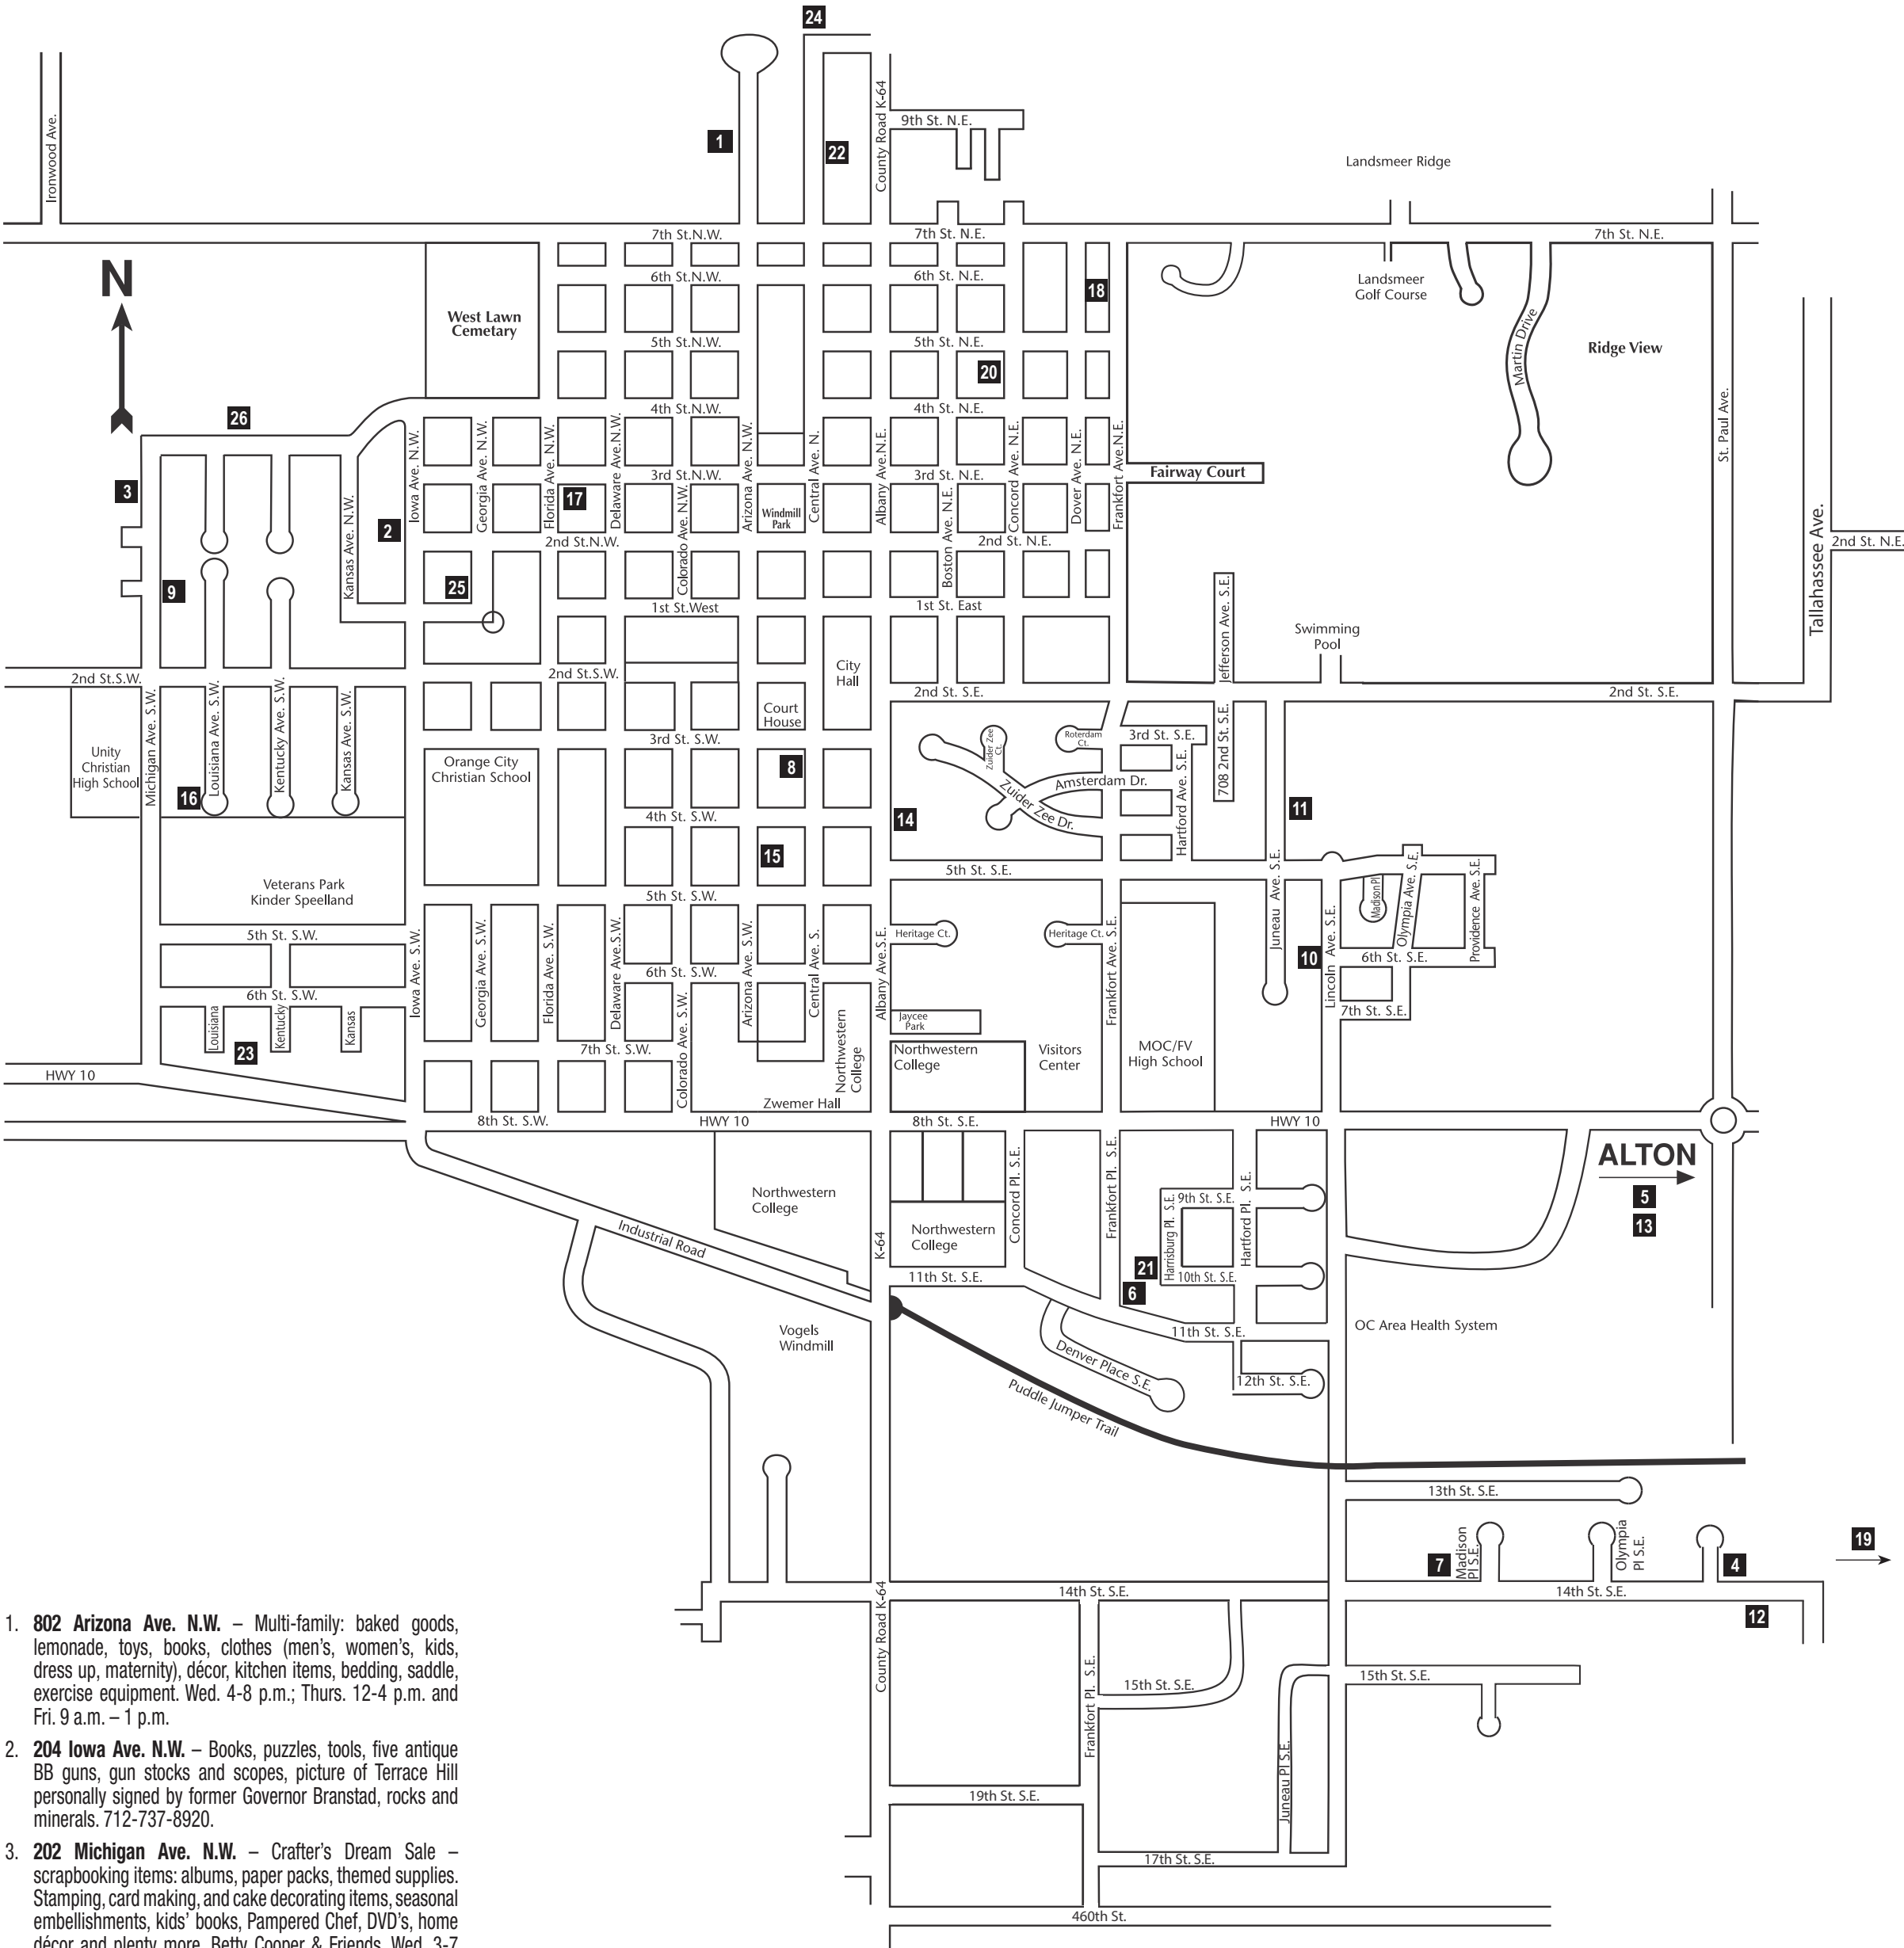 24
Ironwood Ave.
1
22
County Road K-64
9th St. N.E.
Landsmeer Ridge
7th St.N.W.
7th St. N.E.
7th St. N.E.
N
6th St.N.W.
6th St. N.E.
18
Landsmeer
Golf Course
West Lawn
Cemetary
Martin Drive
Ridge View
5th St.N.W.
5th St. N.E.
20
St. Paul Ave.
26
4th St.N.W.
4th St. N.E.
Iowa Ave. N.W.
Georgia Ave. N.W.
Florida Ave. N.W.
Delaware Ave.N.W.
Colorado Ave. N.W.
Arizona Ave. N.W.
Central Ave. N.
Albany Ave.N.E.
Boston Ave. N.E.
Concord Ave. N.E.
Dover Ave. N.E.
Frankfort Ave.N.E.
3rd St.N.W.
3rd St. N.E.
Fairway Court
3
17
Windmill
Park
2
Kansas Ave. N.W.
2nd St.N.W.
2nd St. N.E.
Tallahassee Ave.
2nd St. N.E.
9
25
1st St.West
1st St. East
Jefferson Ave. S.E.
Swimming
Pool
City
Hall
2nd St.S.W.
2nd St.S.W.
2nd St. S.E.
2nd St. S.E.
Michigan Ave. S.W.
Louisiana Ave. S.W.
Kentucky Ave. S.W.
Kansas Ave. S.W.
Court
House
Unity
Christian
High School
3rd St. S.W.
Zuider Zee
Ct.
Roterdam
Ct.
3rd St. S.E.
708 2nd St. S.E.
Orange City
Christian School
8
Amsterdam Dr.
Zuider Zee Dr.
Hartford Ave. S.E.
16
11
4th St. S.W.
14
15
5th St. S.E.
Juneau Ave. S.E.
Madison Pl
Olympia Ave. S.E.
Providence Ave. S.E.
Veterans Park
Kinder Speelland
5th St. S.W.
5th St. S.W.
Heritage Ct.
Heritage Ct.
Iowa Ave. S.W.
Georgia Ave. S.W.
Florida Ave. S.W.
Delaware Ave.S.W.
Colorado Ave. S.W.
Arizona Ave. S.W.
Central Ave. S.
Albany Ave.S.E.
Frankfort Ave. S.E.
10
Lincoln Ave. S.E.
6th St. S.E.
6th St. S.W.
6th St. S.W.
7th St. S.E.
Louisiana
Kentucky
Kansas
23
Jaycee
Park
Northwestern
College
Northwestern
College
Visitors
Center
MOC/FV
High School
7th St. S.W.
HWY 10
Zwemer Hall
8th St. S.W.
HWY 10
8th St. S.E.
HWY 10
ALTON
5
13
Northwestern
College
Concord Pl. S.E.
Frankfort Pl. S.E.
Harrisburg Pl. S.E.
9th St. S.E.
Hartford Pl. S.E.
Industrial Road
K-64
Northwestern
College
21
10th St. S.E.
11th St. S.E.
6
Vogels
Windmill
11th St. S.E.
OC Area Health System
Denver Place S.E.
12th St. S.E.
Puddle Jumper Trail
13th St. S.E.
7
Madison
Pl S.E.
Olympia
Pl S.E.
4
19
14th St. S.E.
14th St. S.E.
12
County Road K-64
15th St. S.E.
15th St. S.E.
Frankfort Pl. S.E.
Juneau Pl S.E.
19th St. S.E.
17th St. S.E.
460th St.
1. 802 Arizona Ave. N.W. – Multi-family: baked goods,
lemonade, toys, books, clothes (men's, women's, kids,
dress up, maternity), décor, kitchen items, bedding, saddle,
exercise equipment. Wed. 4-8 p.m.; Thurs. 12-4 p.m. and
Fri. 9 a.m. – 1 p.m.
2. 204 Iowa Ave. N.W. – Books, puzzles, tools, five antique
BB guns, gun stocks and scopes, picture of Terrace Hill
personally signed by former Governor Branstad, rocks and
minerals. 712-737-8920.
3. 202 Michigan Ave. N.W. – Crafter's Dream Sale –
scrapbooking items: albums, paper packs, themed supplies.
Stamping, card making, and cake decorating items, seasonal
embellishments, kids' books, Pampered Chef, DVD's, home
décor and plenty more. Betty Cooper & Friends. Wed. 3-7